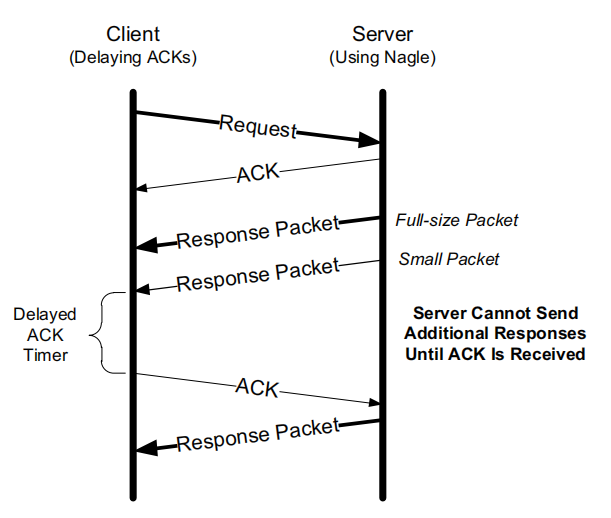 Client
(Delaying ACKs)
Server
(Using Nagle)
Request
ACK
Response Packet
Full-size Packet
Response Packet
Small Packet
Delayed
ACK
Timer
Server Cannot Send
Additional Responses
Until ACK Is Received
ACK
Response Packet